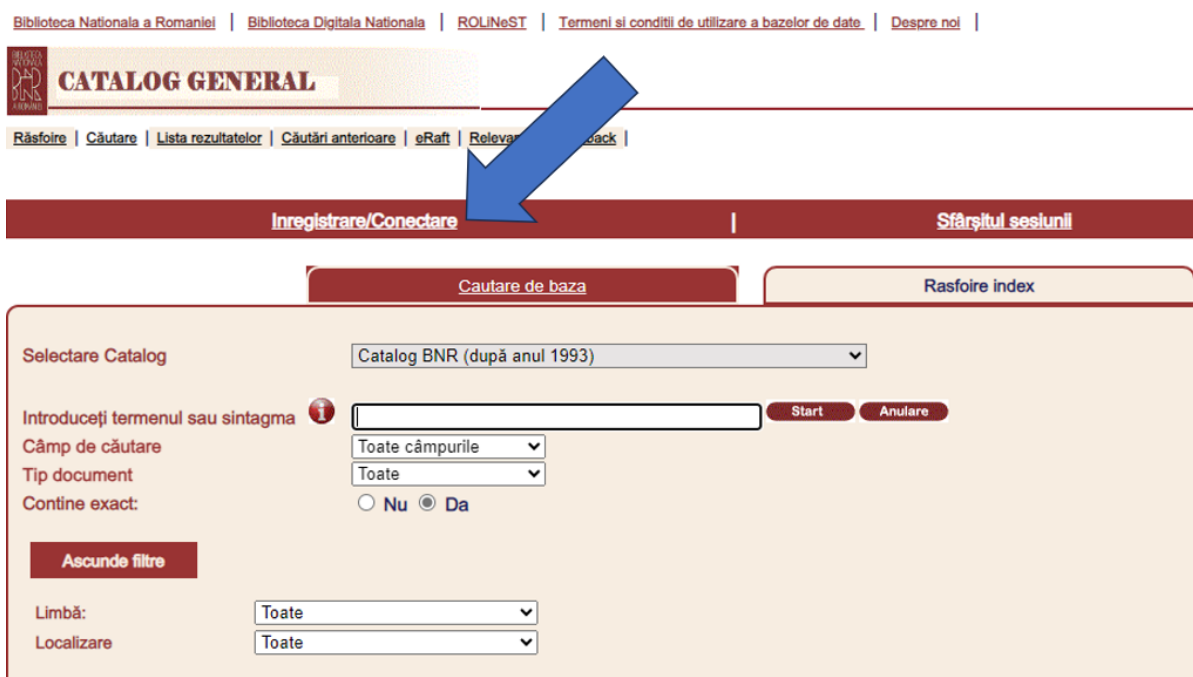 Biblioteca Nationala a Romaniei | Biblioteca Digitala Nationala | ROLiNeST | Termeni si conditii de utilizare a bazelor de date | Despre noi |
BIBLIOTECA NATIONALA
A ROMÂNIEI
CATALOG GENERAL
Răsfoire | Căutare | Lista rezultatelor | Căutări anterioare | eRaft |
Inregistrare/Conectare | Sfârșitul sesiunii
Cautare de baza Rasfoire index
Selectare Catalog Catalog BNR (după anul 1993)
Introduceți termenul sau sintagma i Start Anulare
Câmp de căutare Toate câmpurile
Tip document Toate
Contine exact: Nu Da
Ascunde filtre
Limbă: Toate
Localizare Toate